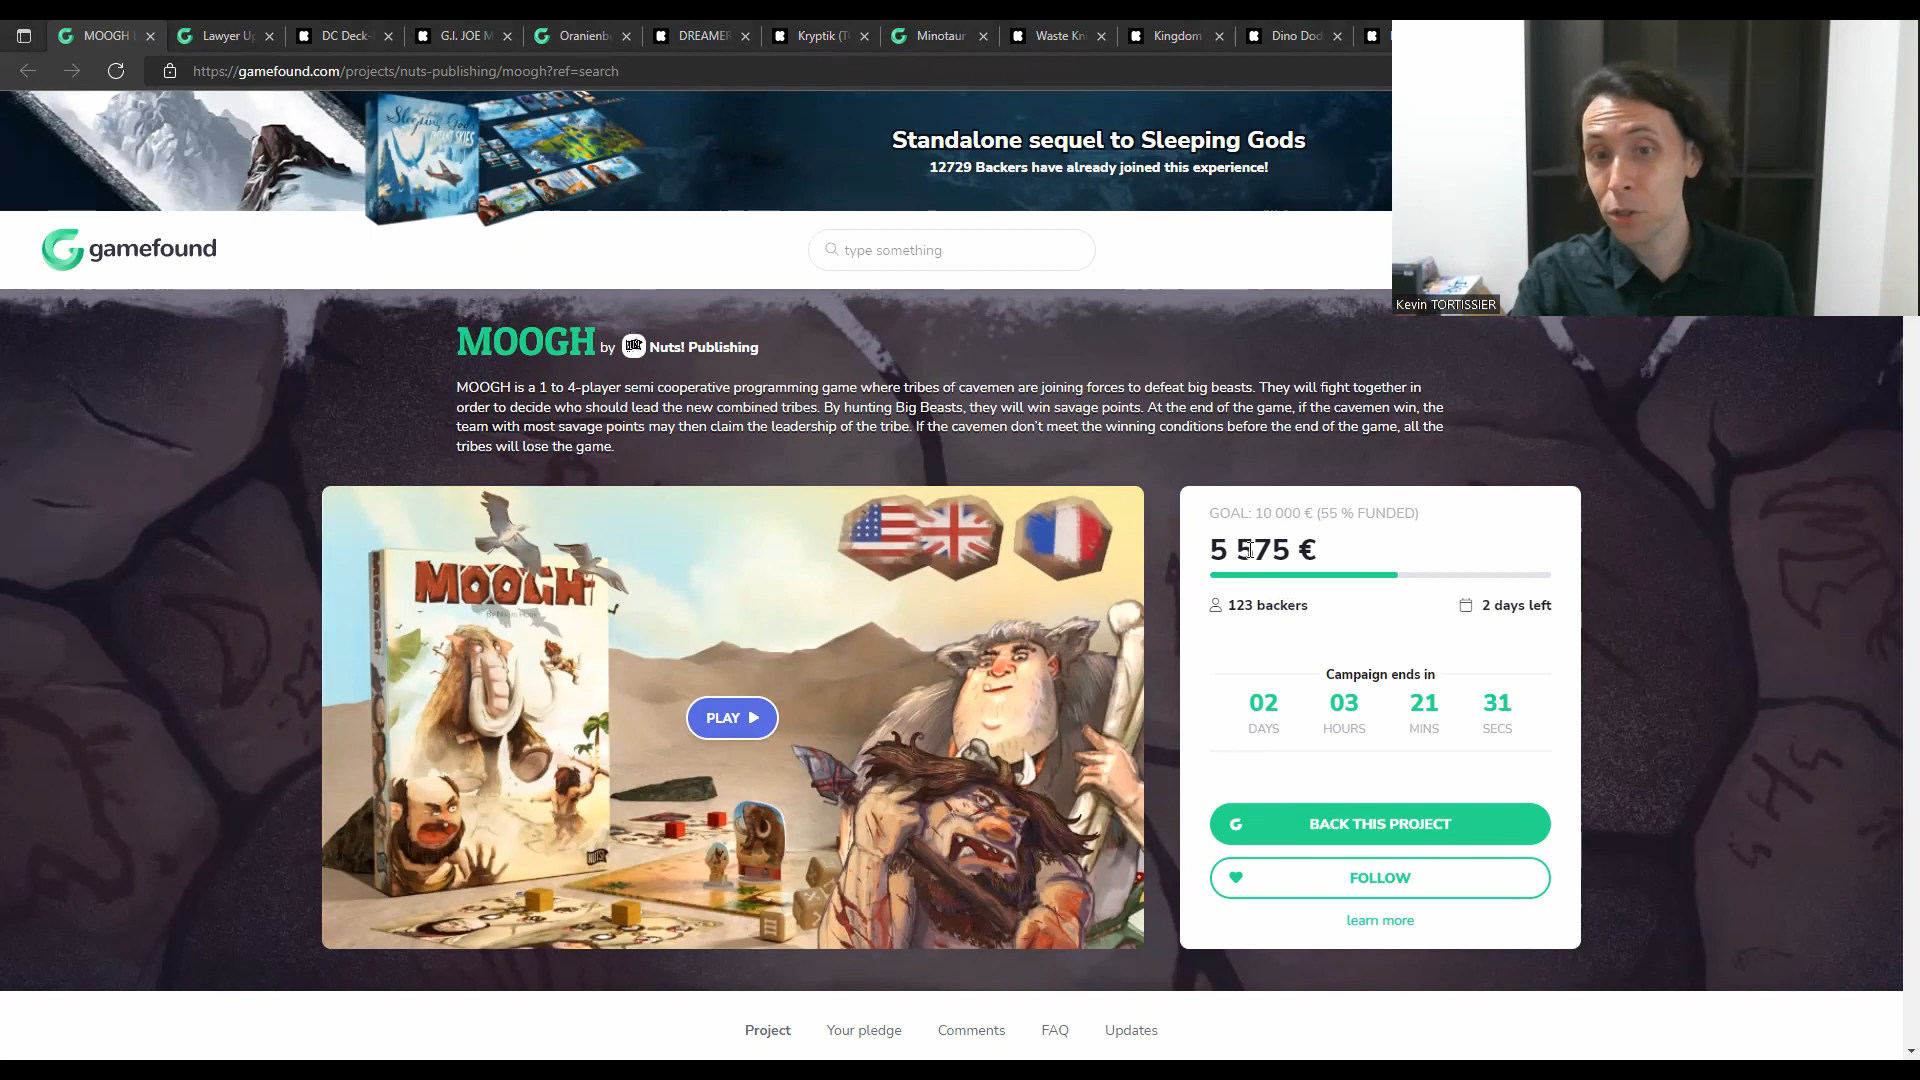 MOOGH
Lawyer Up
DC Deck-
G.I. JOE M
Oranienb
DREAMER
Kryptik (T
Minotaur
Waste Kn
Kingdom
Dino Dod
https://gamefound.com/projects/nuts-publishing/moogh?ref=search
Sleeping Gods
DISTANT SKIES
Standalone sequel to Sleeping Gods
12729 Backers have already joined this experience!
gamefound
type something
Kevin TORTISSIER
MOOGH by Nuts! Publishing
MOOGH is a 1 to 4-player semi cooperative programming game where tribes of cavemen are joining forces to defeat big beasts. They will fight together in
order to decide who should lead the new combined tribes. By hunting Big Beasts, they will win savage points. At the end of the game, if the cavemen win, the
team with most savage points may then claim the leadership of the tribe. If the cavemen don't meet the winning conditions before the end of the game, all the
tribes will lose the game.
MOOGH
NUTS!
PLAY
GOAL: 10 000 € (55 % FUNDED)
5 575 €
123 backers
2 days left
Campaign ends in
02 03 21 31
DAYS HOURS MINS SECS
BACK THIS PROJECT
FOLLOW
learn more
Project Your pledge Comments FAQ Updates